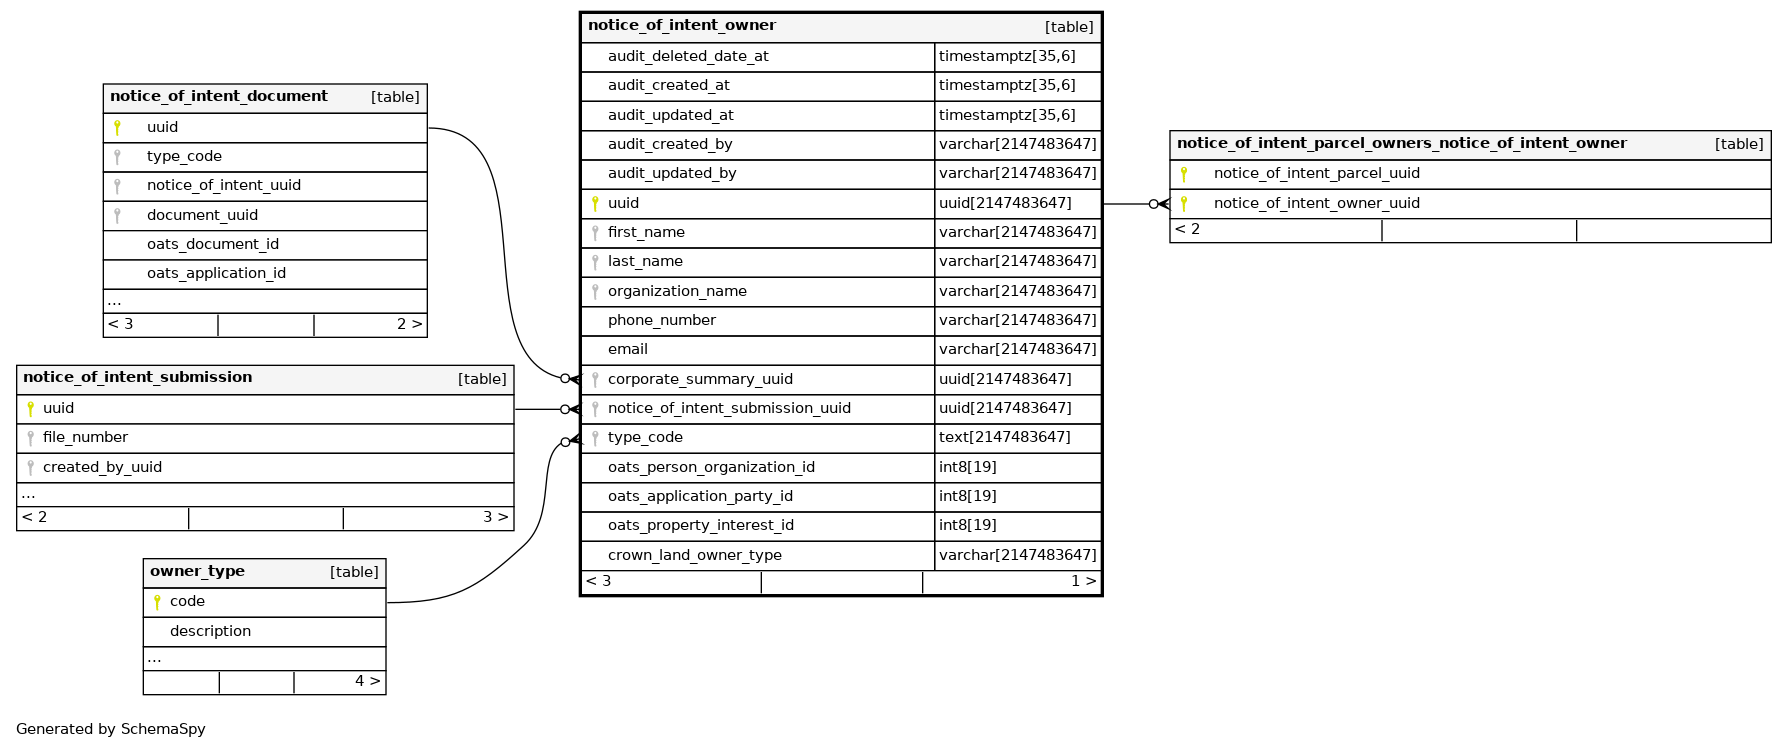 notice_of_intent_owner [table]
audit_deleted_date_at timestamptz[35,6]
audit_created_at timestamptz[35,6]
audit_updated_at timestamptz[35,6]
audit_created_by varchar[2147483647]
audit_updated_by varchar[2147483647]
uuid uuid[2147483647]
first_name varchar[2147483647]
last_name varchar[2147483647]
organization_name varchar[2147483647]
phone_number varchar[2147483647]
email varchar[2147483647]
corporate_summary_uuid uuid[2147483647]
notice_of_intent_submission_uuid uuid[2147483647]
type_code text[2147483647]
oats_person_organization_id int8[19]
oats_application_party_id int8[19]
oats_property_interest_id int8[19]
crown_land_owner_type varchar[2147483647]
< 3 1 >
notice_of_intent_document [table]
uuid
type_code
notice_of_intent_uuid
document_uuid
oats_document_id
oats_application_id
...
< 3 2 >
notice_of_intent_submission [table]
uuid
file_number
created_by_uuid
...
< 2 3 >
owner_type [table]
code
description
...
4 >
notice_of_intent_parcel_owners_notice_of_intent_owner [table]
notice_of_intent_parcel_uuid
notice_of_intent_owner_uuid
< 2
Generated by SchemaSpy